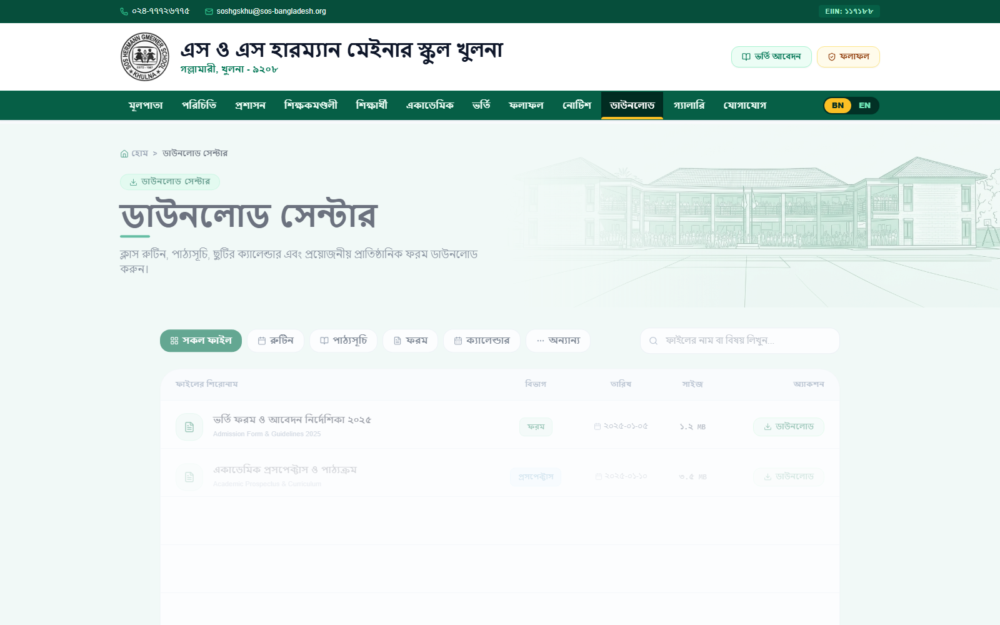 ০২৪-৭৭৭২৬৭৭৫
soshgskhu@sos-bangladesh.org
EIIN: ১১৭১৮৮
SOS HERMANN GMEINER SCHOOL
ESTD - 1987
KHULNA
এস ও এস হারম্যান মেইনার স্কুল খুলনা
গল্লামারী, খুলনা - ৯২০৮
ভর্তি আবেদন
ফলাফল
মূলপাতা পরিচিতি প্রশাসন শিক্ষকমণ্ডলী শিক্ষার্থী একাডেমিক ভর্তি ফলাফল নোটিশ ডাউনলোড গ্যালারি যোগাযোগ BN EN
হোম > ডাউনলোড সেন্টার
ডাউনলোড সেন্টার
ডাউনলোড সেন্টার
ক্লাস রুটিন, পাঠ্যসূচি, ছুটির ক্যালেন্ডার এবং প্রয়োজনীয় প্রাতিষ্ঠানিক ফরম ডাউনলোড
করুন।
সকল ফাইল রুটিন পাঠ্যসূচি ফরম ক্যালেন্ডার অন্যান্য ফাইলের নাম বা বিষয় লিখুন...
ফাইলের শিরোনাম বিভাগ তারিখ সাইজ অ্যাকশন
ভর্তি ফরম ও আবেদন নির্দেশিকা ২০২৫
Admission Form & Guidelines 2025
ফরম ২০২৫-০১-০৫ ১.২ MB ডাউনলোড
একাডেমিক প্রসপেক্টাস ও পাঠ্যক্রম
Academic Prospectus & Curriculum
প্রসপেক্টাস ২০২৫-০১-১০ ৩.৫ MB ডাউনলোড